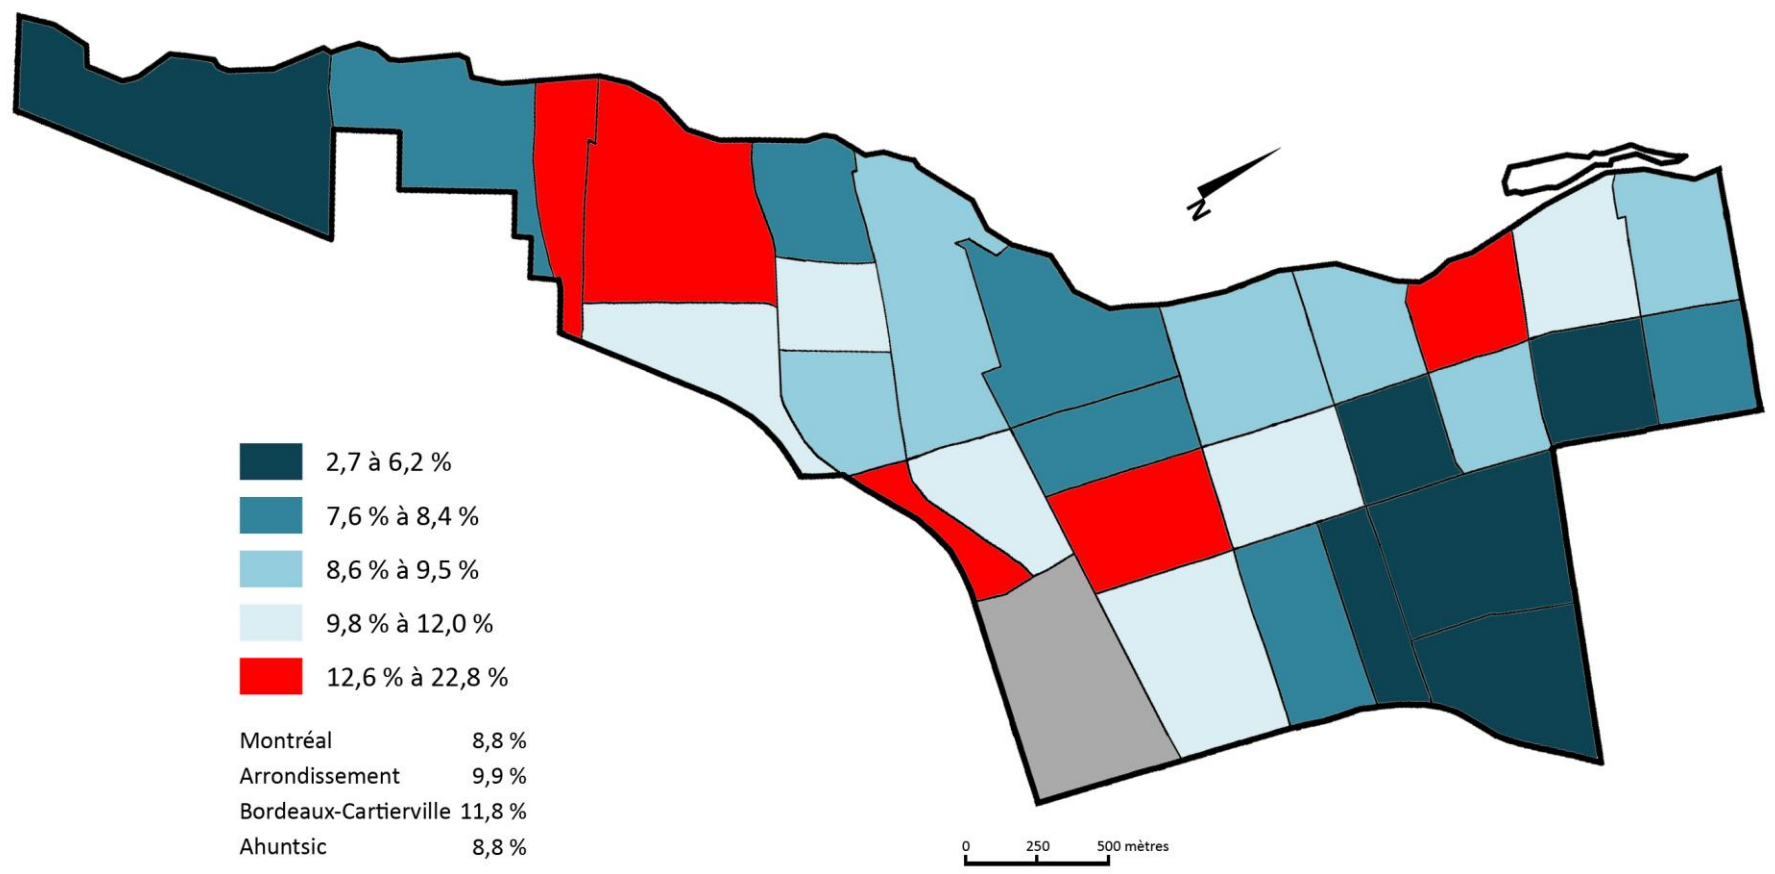 N
2,7 à 6,2 %
7,6 % à 8,4 %
8,6 % à 9,5 %
9,8 % à 12,0 %
12,6 % à 22,8 %
Montréal 8,8 %
Arrondissement 9,9 %
Bordeaux-Cartierville 11,8 %
Ahuntsic 8,8 %
0 250 500 mètres